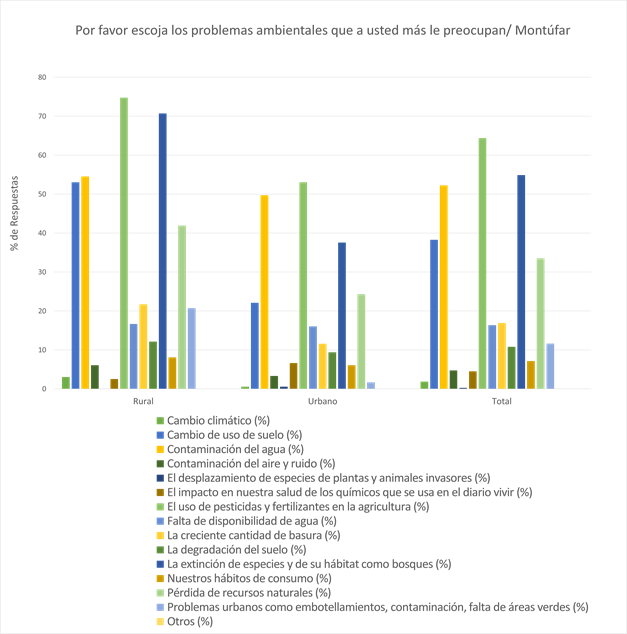 Por favor escoja los problemas ambientales que a usted más le preocupan/ Montúfar
80
70
60
50
40
30
20
10
0
% de Respuestas
Rural
Urbano
Total
Cambio climático (%)
Cambio de uso de suelo (%)
Contaminación del agua (%)
Contaminación del aire y ruido (%)
El desplazamiento de especies de plantas y animales invasores (%)
El impacto en nuestra salud de los químicos que se usa en el diario vivir (%)
El uso de pesticidas y fertilizantes en la agricultura (%)
Falta de disponibilidad de agua (%)
La creciente cantidad de basura (%)
La degradación del suelo (%)
La extinción de especies y de su hábitat como bosques (%)
Nuestros hábitos de consumo (%)
Pérdida de recursos naturales (%)
Problemas urbanos como embotellamientos, contaminación, falta de áreas verdes (%)
Otros (%)